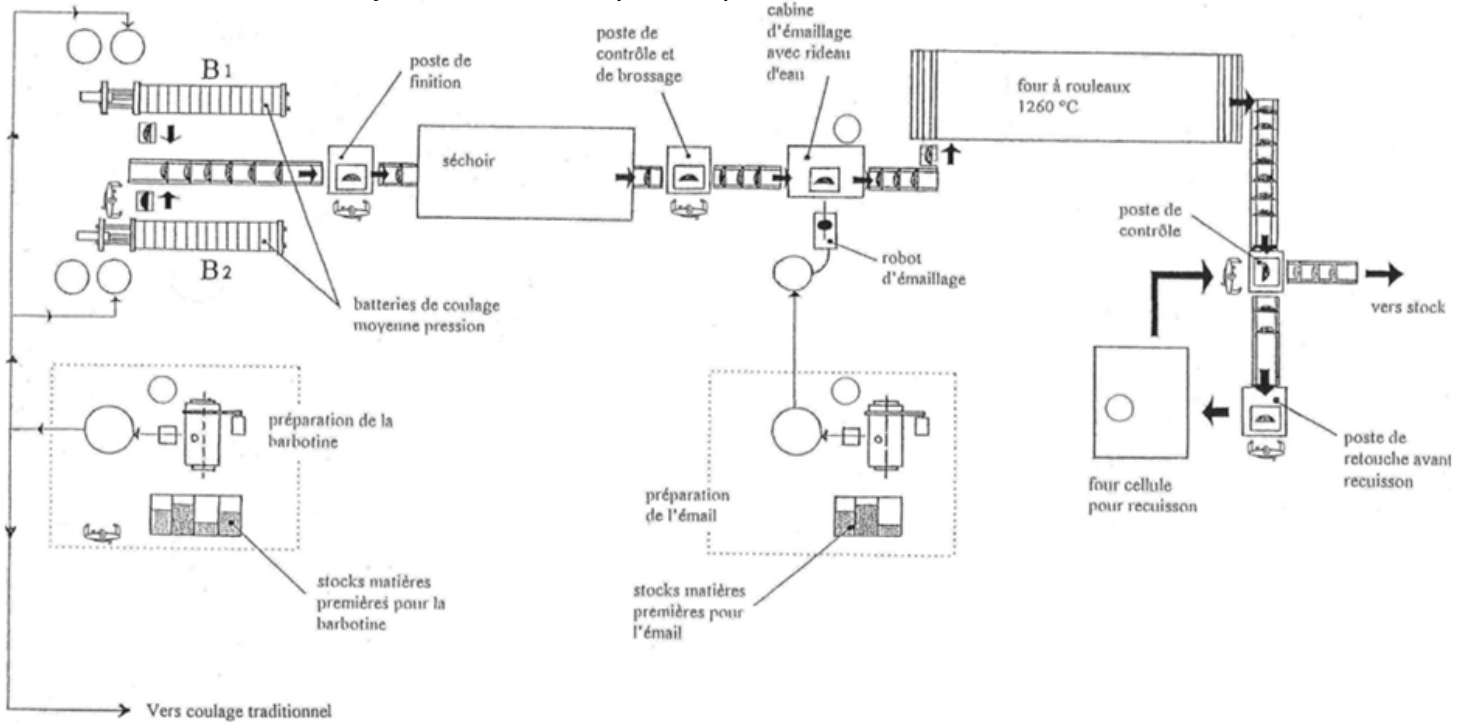 B1
poste de
finition
poste de
contrôle et
de brossage
cabine
d'émaillage
avec rideau
d'eau
four à rouleaux
1260 °C
séchoir
B2
batteries de coulage
moyenne pression
robot
d'émaillage
poste de
contrôle
vers stock
préparation de la
barbotine
préparation
de l'émail
four cellule
pour recuisson
poste de
retouche avant
recuisson
stocks matières
premières pour la
barbotine
stocks matières
premières pour
l'émail
Vers coulage traditionnel